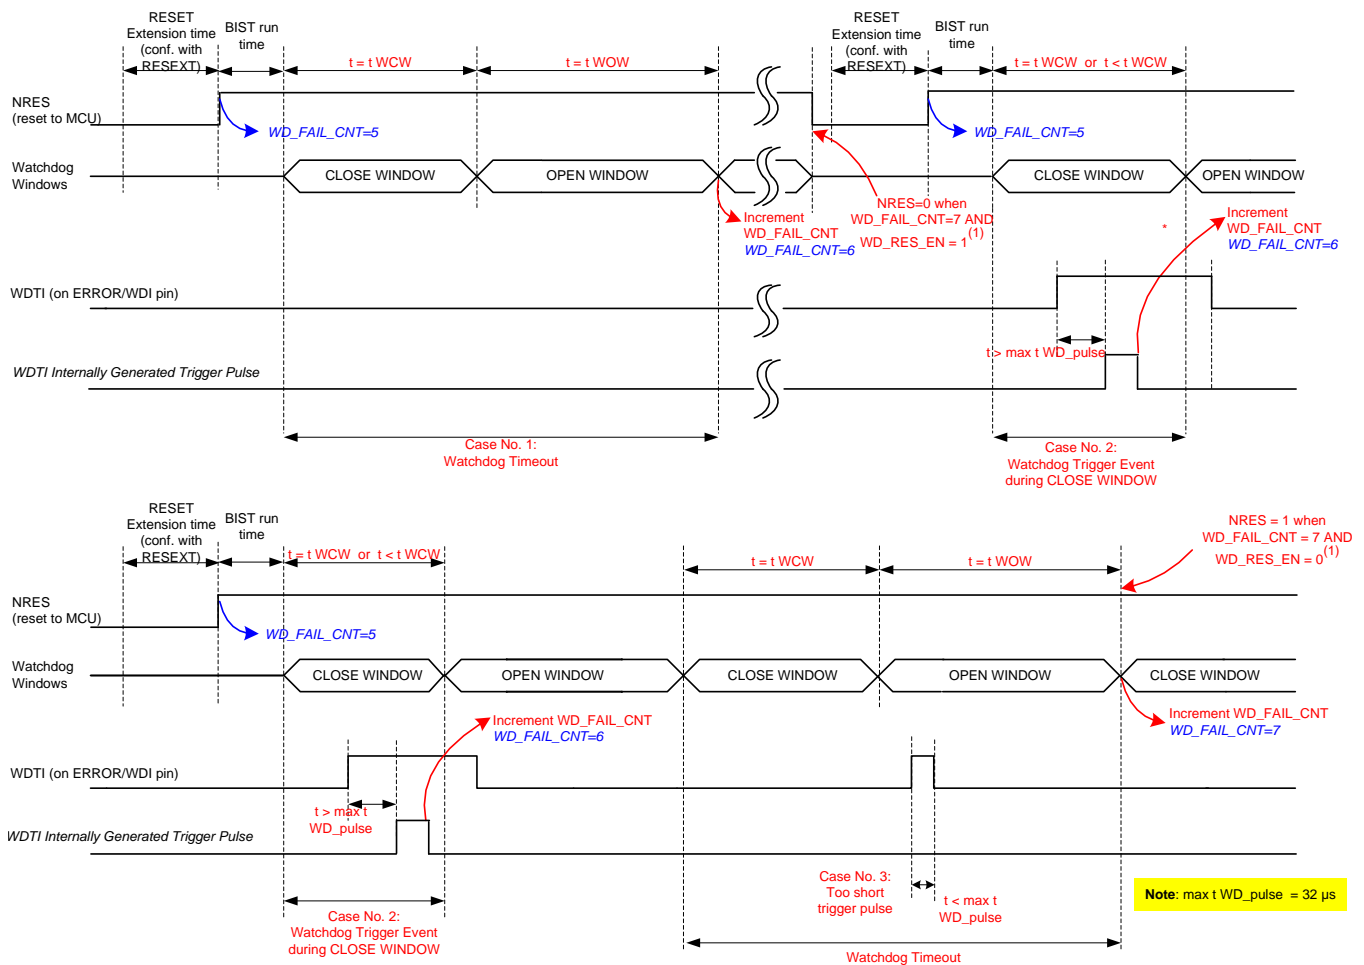 RESET
Extension time
(conf. with
RESEXT)
BIST run
time
t = t WCW
t = t WOW
RESET
Extension time
(conf. with
RESEXT)
BIST run
time
t = t WCW or t < t WCW
NRES
(reset to MCU)
WD_FAIL_CNT=5
WD_FAIL_CNT=5
Watchdog
Windows
CLOSE WINDOW
OPEN WINDOW
CLOSE WINDOW
OPEN WINDOW
Increment
WD_FAIL_CNT
WD_FAIL_CNT=6
NRES=0 when
WD_FAIL_CNT=7 AND
WD_RES_EN = 1(1)
*
Increment
WD_FAIL_CNT
WD_FAIL_CNT=6
WDTI (on ERROR/WDI pin)
t > max t WD_pulse
WDTI Internally Generated Trigger Pulse
Case No. 1:
Watchdog Timeout
Case No. 2:
Watchdog Trigger Event
during CLOSE WINDOW
RESET
Extension time
(conf. with
RESEXT)
BIST run
time
t = t WCW or t < t WCW
t = t WCW
t = t WOW
NRES = 1 when
WD_FAIL_CNT = 7 AND
WD_RES_EN = 0(1)
NRES
(reset to MCU)
WD_FAIL_CNT=5
Watchdog
Windows
CLOSE WINDOW
OPEN WINDOW
CLOSE WINDOW
OPEN WINDOW
CLOSE WINDOW
Increment WD_FAIL_CNT
WD_FAIL_CNT=6
Increment WD_FAIL_CNT
WD_FAIL_CNT=7
WDTI (on ERROR/WDI pin)
t > max t
WD_pulse
WDTI Internally Generated Trigger Pulse
Case No. 3:
Too short
trigger pulse
t < max t
WD_pulse
Note: max t WD_pulse = 32 µs
Case No. 2:
Watchdog Trigger Event
during CLOSE WINDOW
Watchdog Timeout